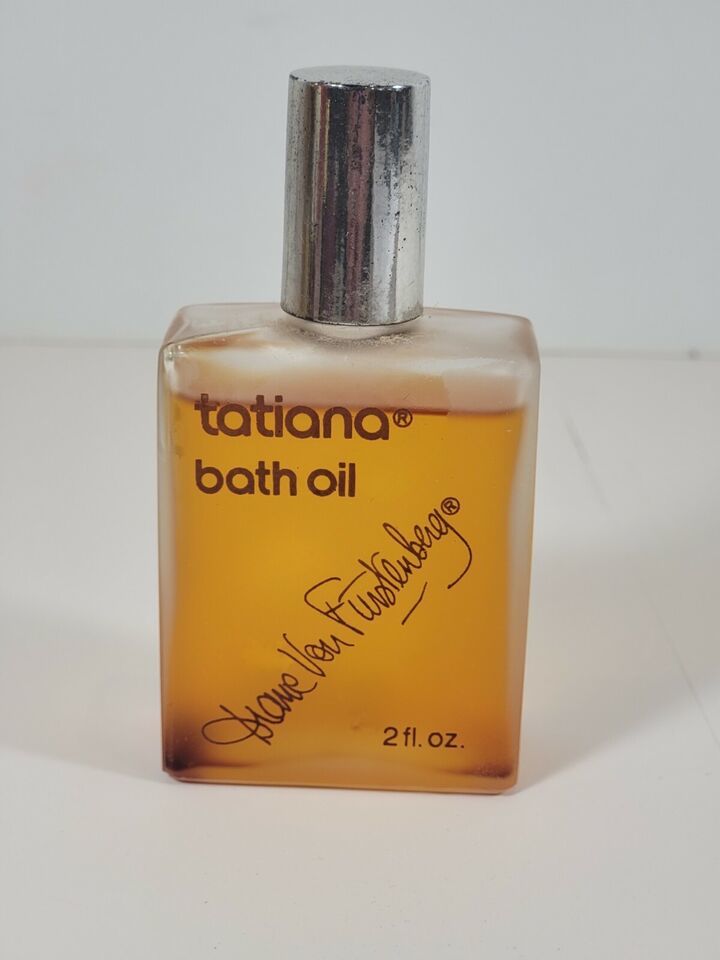 tatiana®
bath oil
Diane Von Furstenberg®
2 fl. oz.